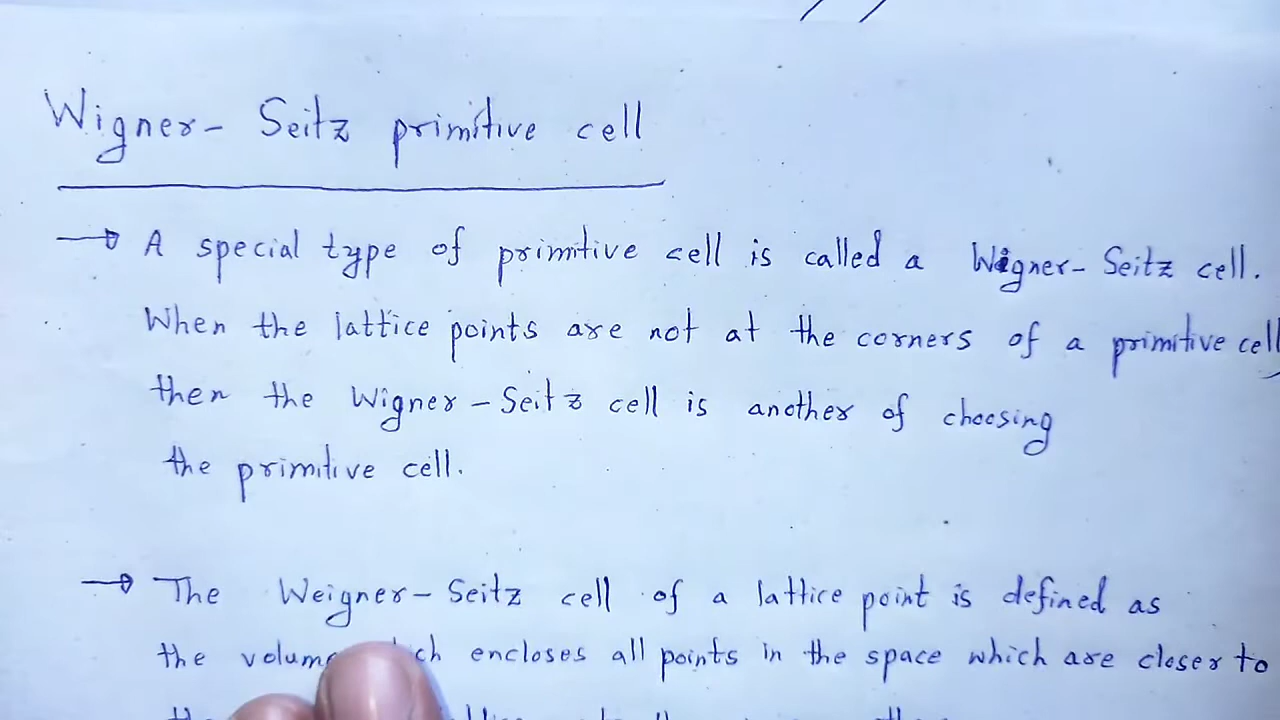 Wigner- Seitz primitive cell
→ A special type of primitive cell is called a Wigner- Seitz cell.
When the lattice points are not at the corners of a primitive cell
then the Wigner - Seitz cell is another of choosing
the primitive cell.
→ The Weigner- Seitz cell of a lattice point is defined as
the volume encloses all points in the space which are closer to